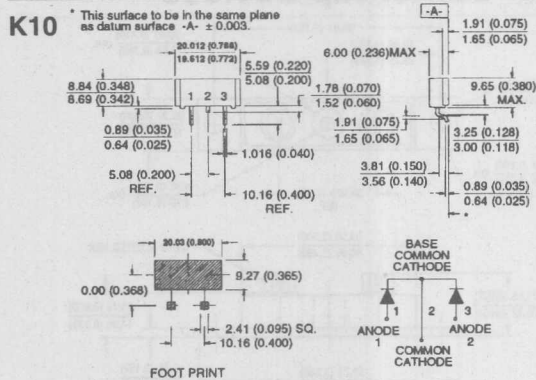 K10
* This surface to be in the same plane
as datum surface -A- ± 0.003.
20.012 (0.788)
19.612 (0.772)
8.84 (0.348)
8.69 (0.342)
1 2 3
5.59 (0.220)
5.08 (0.200)
1.78 (0.070)
1.52 (0.060)
0.89 (0.035)
0.64 (0.025)
1.016 (0.040)
5.08 (0.200)
REF.
10.16 (0.400)
REF.
-A-
1.91 (0.075)
1.65 (0.065)
6.00 (0.236)MAX
9.65 (0.380)
MAX.
1.91 (0.075)
1.65 (0.065)
3.25 (0.128)
3.00 (0.118)
3.81 (0.150)
3.56 (0.140)
0.89 (0.035)
0.64 (0.025)
*
20.03 (0.800)
9.27 (0.365)
0.00 (0.368)
2.41 (0.095) SQ.
10.16 (0.400)
FOOT PRINT
BASE
COMMON
CATHODE
1 2 3
ANODE
1
ANODE
2
COMMON
CATHODE